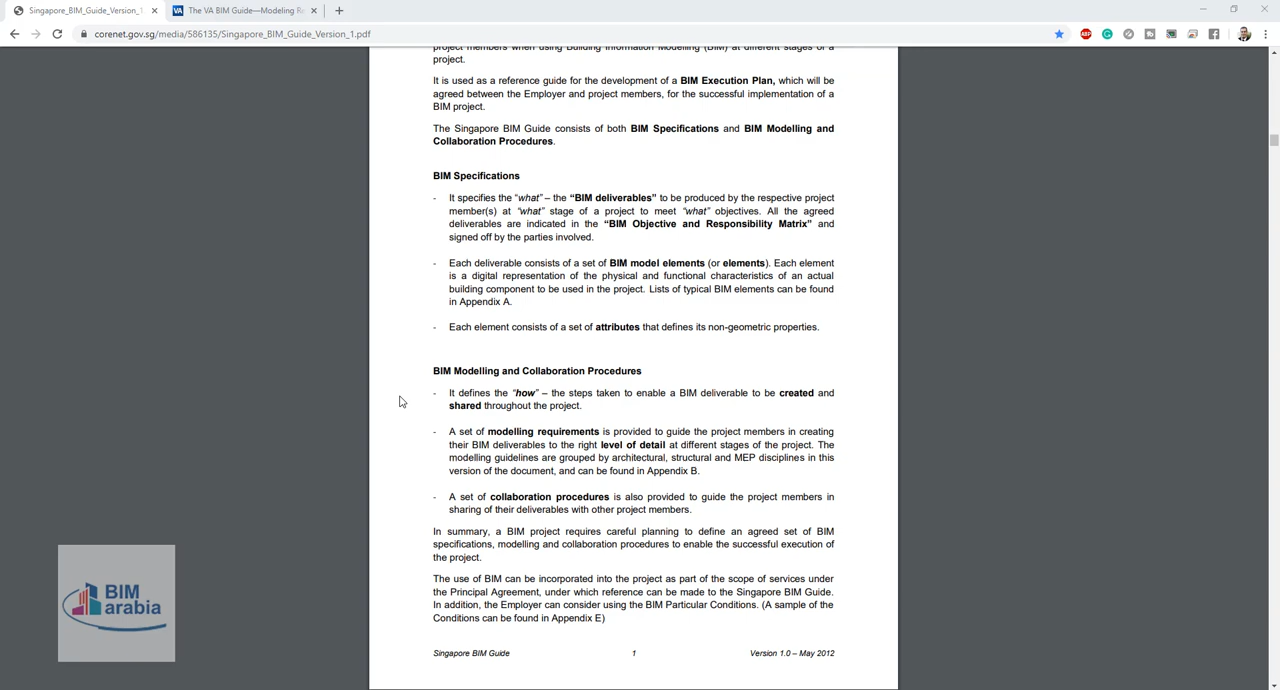 Singapore_BIM_Guide_Version_1.
The VA BIM Guide—Modeling Re
corenet.gov.sg/media/586135/Singapore_BIM_Guide_Version_1.pdf
ABP
project members when using Building Information Modelling (BIM) at different stages of a
project.
It is used as a reference guide for the development of a BIM Execution Plan, which will be
agreed between the Employer and project members, for the successful implementation of a
BIM project.
The Singapore BIM Guide consists of both BIM Specifications and BIM Modelling and
Collaboration Procedures.
BIM Specifications
- It specifies the “what” – the “BIM deliverables” to be produced by the respective project
member(s) at “what” stage of a project to meet “what” objectives. All the agreed
deliverables are indicated in the “BIM Objective and Responsibility Matrix” and
signed off by the parties involved.
- Each deliverable consists of a set of BIM model elements (or elements). Each element
is a digital representation of the physical and functional characteristics of an actual
building component to be used in the project. Lists of typical BIM elements can be found
in Appendix A.
- Each element consists of a set of attributes that defines its non-geometric properties.
BIM Modelling and Collaboration Procedures
- It defines the “how” – the steps taken to enable a BIM deliverable to be created and
shared throughout the project.
- A set of modelling requirements is provided to guide the project members in creating
their BIM deliverables to the right level of detail at different stages of the project. The
modelling guidelines are grouped by architectural, structural and MEP disciplines in this
version of the document, and can be found in Appendix B.
- A set of collaboration procedures is also provided to guide the project members in
sharing of their deliverables with other project members.
In summary, a BIM project requires careful planning to define an agreed set of BIM
specifications, modelling and collaboration procedures to enable the successful execution of
the project.
The use of BIM can be incorporated into the project as part of the scope of services under
the Principal Agreement, under which reference can be made to the Singapore BIM Guide.
In addition, the Employer can consider using the BIM Particular Conditions. (A sample of the
Conditions can be found in Appendix E)
Singapore BIM Guide 1 Version 1.0 – May 2012
BIM
arabia